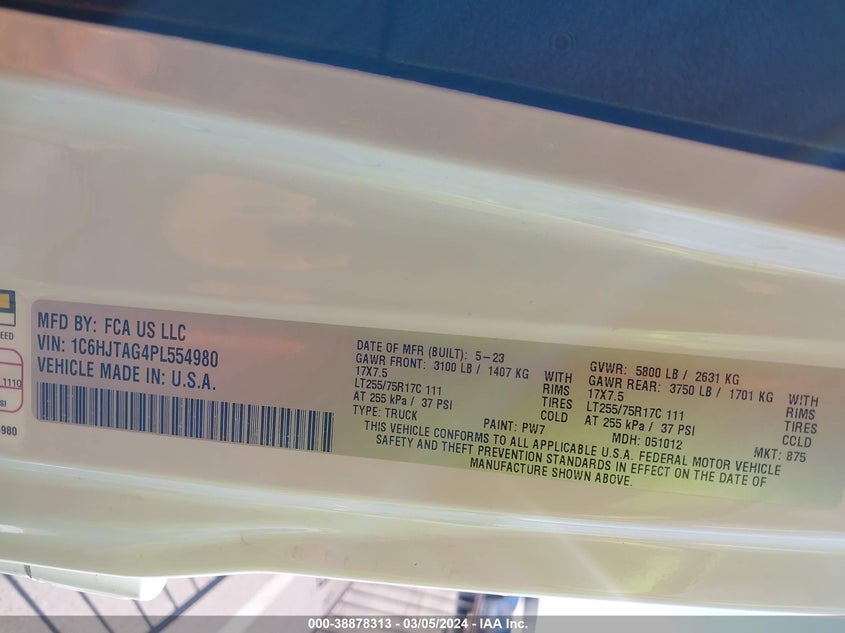 EED
L.1110
SI
980
MFD BY: FCA US LLC
VIN: 1C6HJTAG4PL554980
VEHICLE MADE IN: U.S.A.
DATE OF MFR (BUILT): 5-23
GAWR FRONT: 3100 LB / 1407 KG WITH
17X7.5 RIMS
LT255/75R17C 111 TIRES
AT 255 kPa / 37 PSI COLD
TYPE: TRUCK
PAINT: PW7
GVWR: 5800 LB / 2631 KG
GAWR REAR: 3750 LB / 1701 KG WITH
17X7.5 RIMS
LT255/75R17C 111 TIRES
AT 255 kPa / 37 PSI COLD
MDH: 051012
MKT: 875
THIS VEHICLE CONFORMS TO ALL APPLICABLE U.S.A. FEDERAL MOTOR VEHICLE
SAFETY AND THEFT PREVENTION STANDARDS IN EFFECT ON THE DATE OF
MANUFACTURE SHOWN ABOVE.
000-38878313 - 03/05/2024 - IAA Inc.